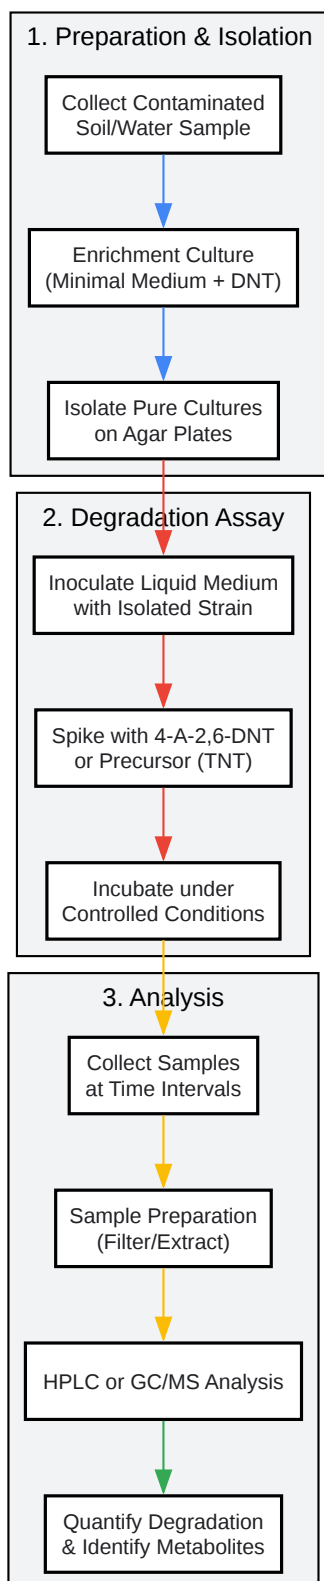 1. Preparation & Isolation
Collect Contaminated
Soil/Water Sample
Enrichment Culture
(Minimal Medium + DNT)
Isolate Pure Cultures
on Agar Plates
2. Degradation Assay
Inoculate Liquid Medium
with Isolated Strain
Spike with 4-A-2,6-DNT
or Precursor (TNT)
Incubate under
Controlled Conditions
3. Analysis
Collect Samples
at Time Intervals
Sample Preparation
(Filter/Extract)
HPLC or GC/MS Analysis
Quantify Degradation
& Identify Metabolites